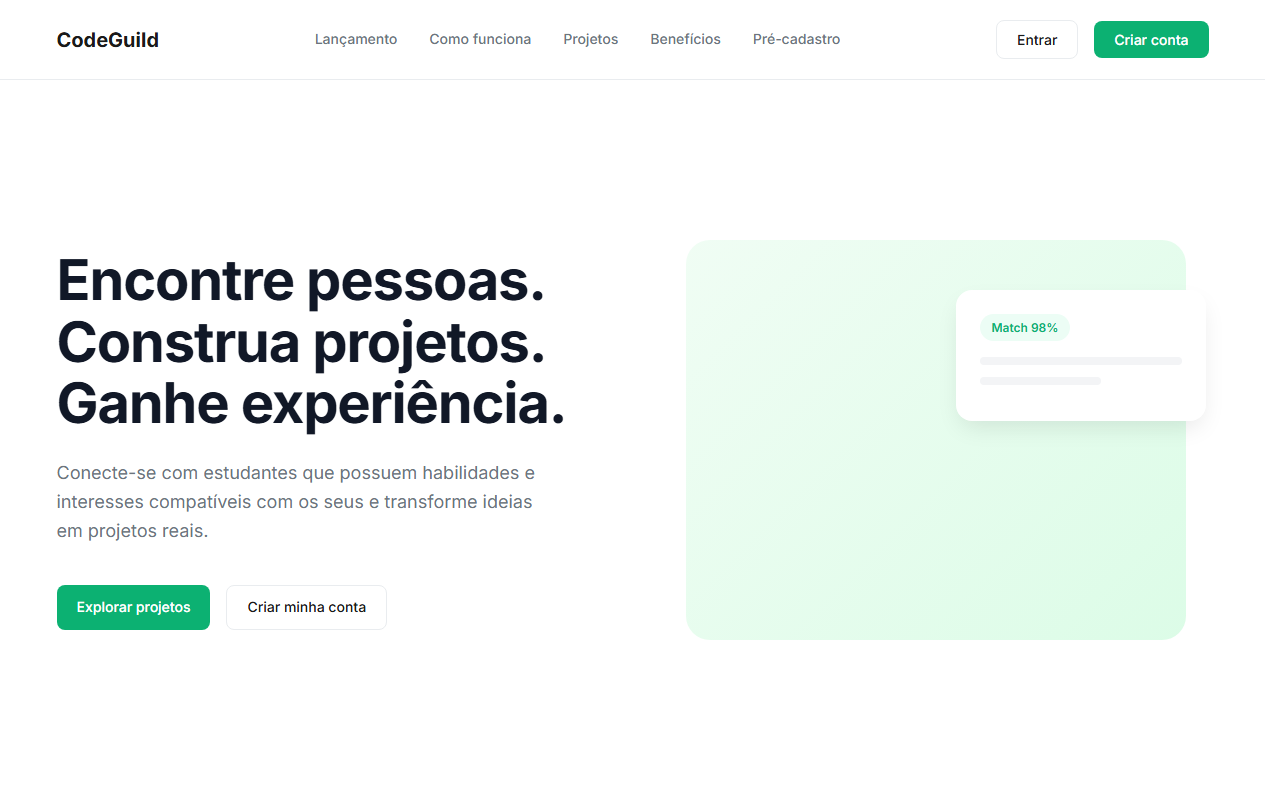 CodeGuild
Lançamento
Como funciona
Projetos
Benefícios
Pré-cadastro
Entrar
Criar conta
Encontre pessoas.
Construa projetos.
Ganhe experiência.
Conecte-se com estudantes que possuem habilidades e
interesses compatíveis com os seus e transforme ideias
em projetos reais.
Explorar projetos
Criar minha conta
Match 98%